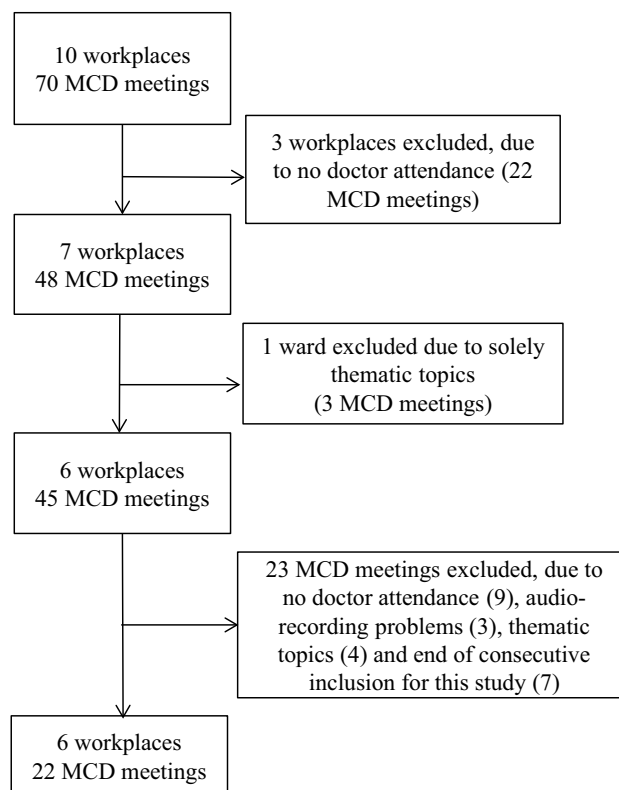 10 workplaces
70 MCD meetings
3 workplaces excluded, due
to no doctor attendance (22
MCD meetings)
7 workplaces
48 MCD meetings
1 ward excluded due to solely
thematic topics
(3 MCD meetings)
6 workplaces
45 MCD meetings
23 MCD meetings excluded, due to
no doctor attendance (9), audio-
recording problems (3), thematic
topics (4) and end of consecutive
inclusion for this study (7)
6 workplaces
22 MCD meetings